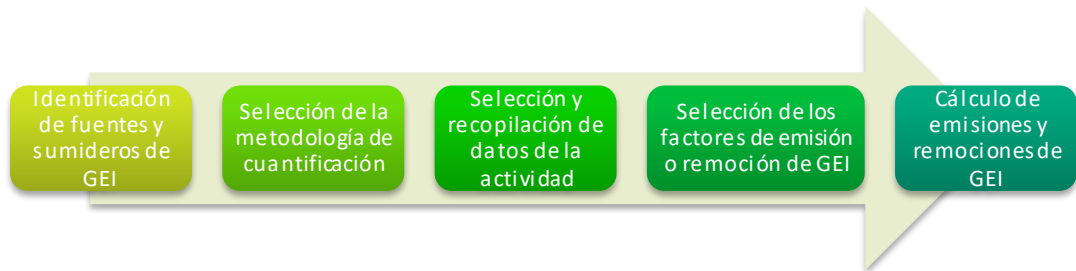 Identificación
de fuentes y
sumideros de
GEI
Selección de la
metodología de
cuantificación
Selección y
recopilación de
datos de la
actividad
Selección de los
factores de emisión
o remoción de GEI
Cálculo de
emisiones y
remociones de
GEI